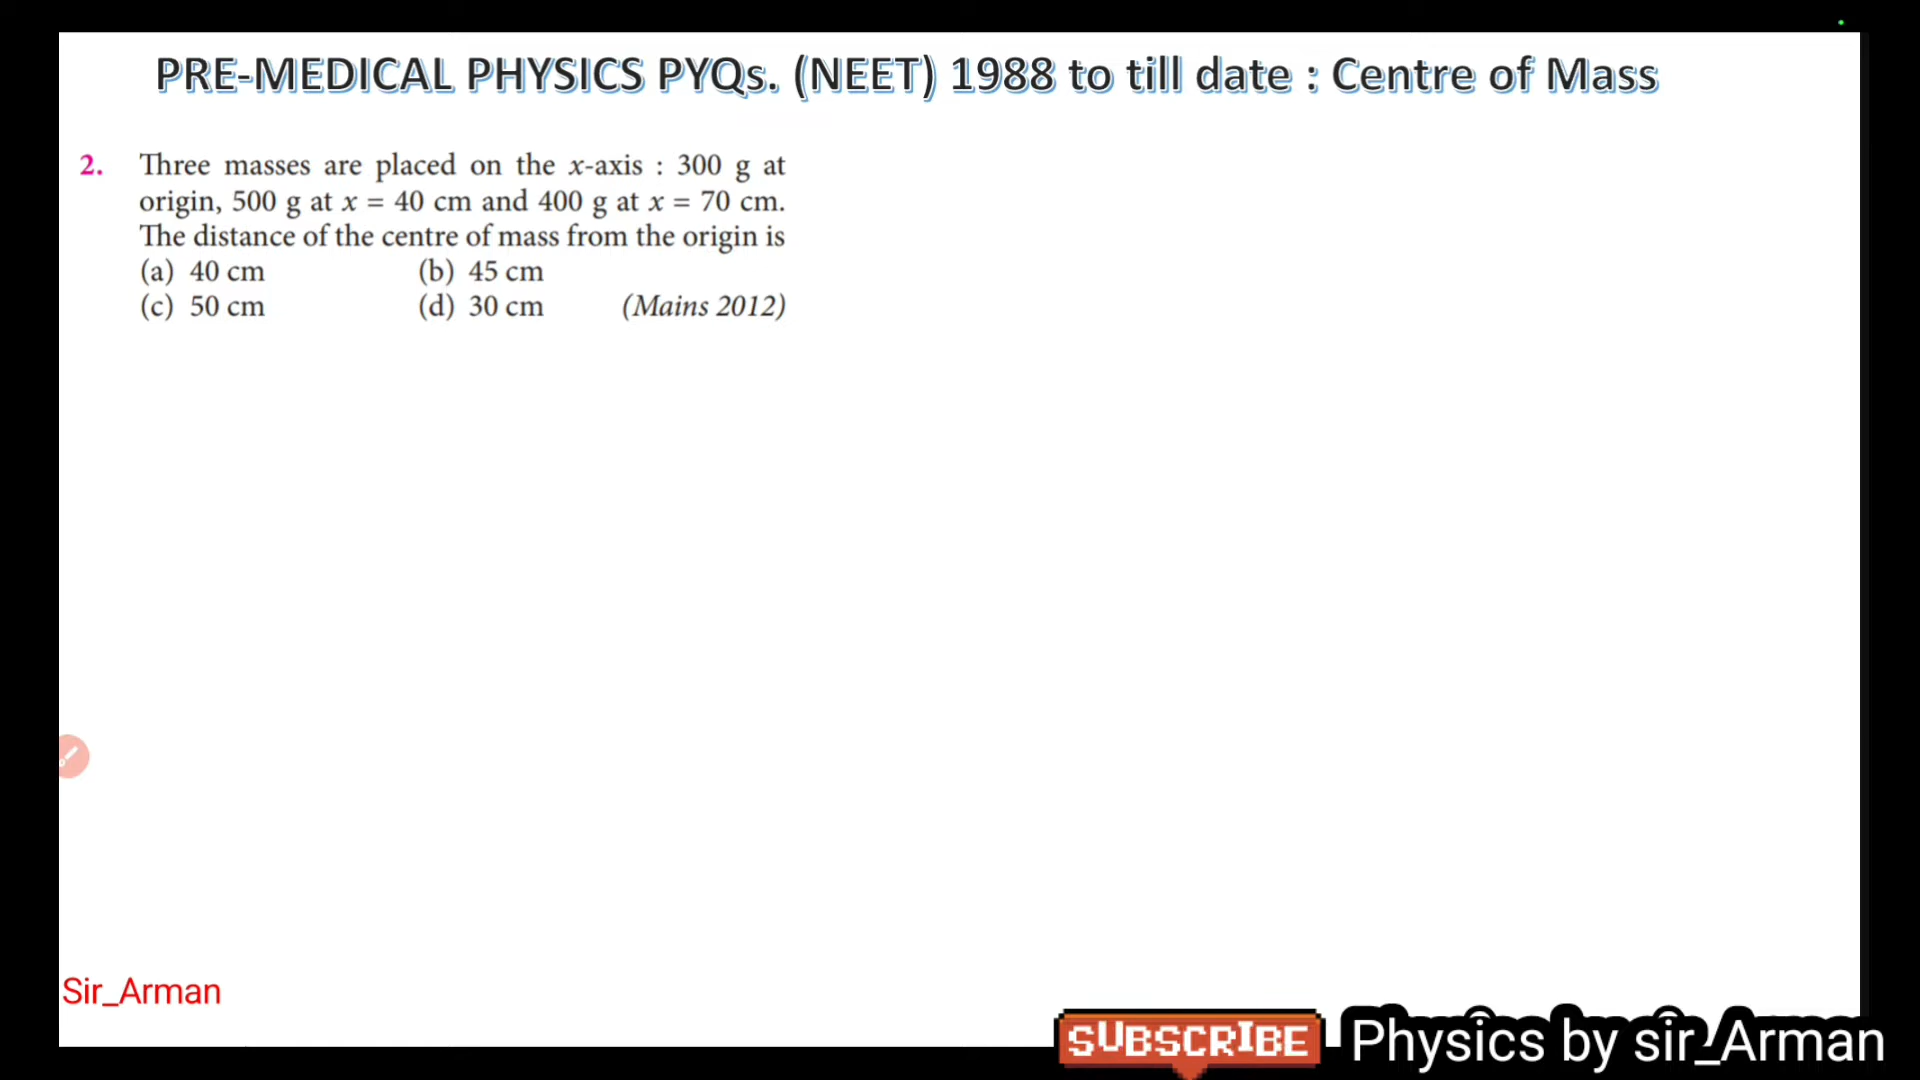 PRE-MEDICAL PHYSICS PYQs. (NEET) 1988 to till date : Centre of Mass
2. Three masses are placed on the x-axis : 300 g at
origin, 500 g at x = 40 cm and 400 g at x = 70 cm.
The distance of the centre of mass from the origin is
(a) 40 cm (b) 45 cm
(c) 50 cm (d) 30 cm (Mains 2012)
Sir_Arman
SUBSCRIBE Physics by sir_Arman